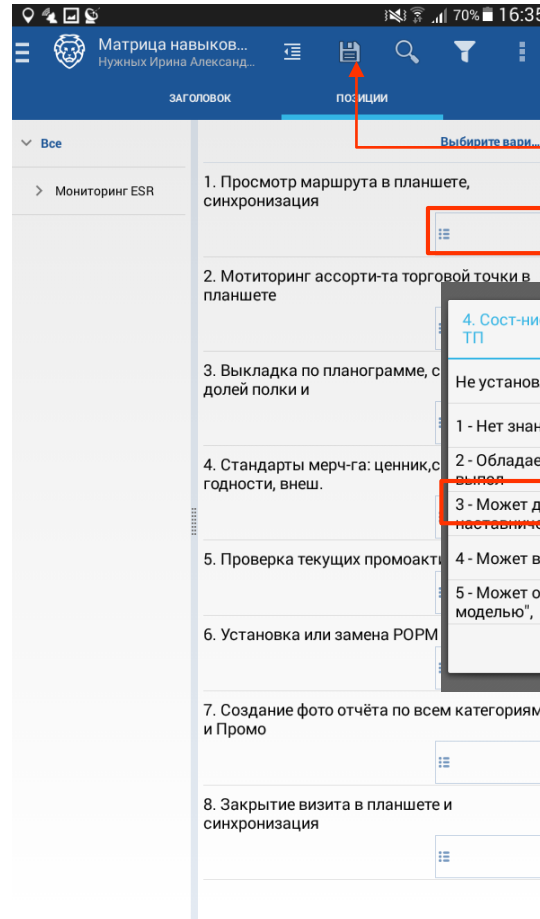 70% 16:35
Матрица навыков...
Нужных Ирина Александ...
ЗАГОЛОВОК
ПОЗИЦИИ
Все
Мониторинг ESR
Выбирите вари...
1. Просмотр маршрута в планшете,
синхронизация
2. Мотиторинг ассорти-та торговой точки в
планшете
3. Выкладка по планограмме, с
долей полки и
4. Стандарты мерч-га: ценник,с
годности, внеш.
5. Проверка текущих промоакти
6. Установка или замена POPM
7. Создание фото отчёта по всем категориям
и Промо
8. Закрытие визита в планшете и
синхронизация
4. Сост-ни
ТП
Не установ
1 - Нет знан
2 - Обладае
выпол
3 - Может д
наставниче
4 - Может в
5 - Может о
моделью",